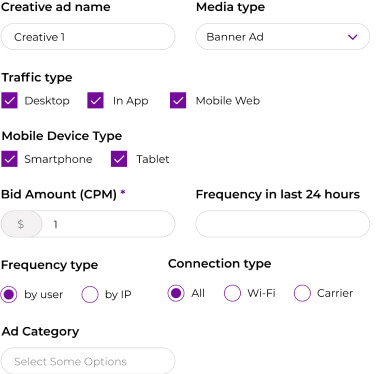 Creative ad name Media type
Creative 1 Banner Ad
Traffic type
Desktop In App Mobile Web
Mobile Device Type
Smartphone Tablet
Bid Amount (CPM) * Frequency in last 24 hours
$ 1
Frequency type Connection type
by user by IP All Wi-Fi Carrier
Ad Category
Select Some Options